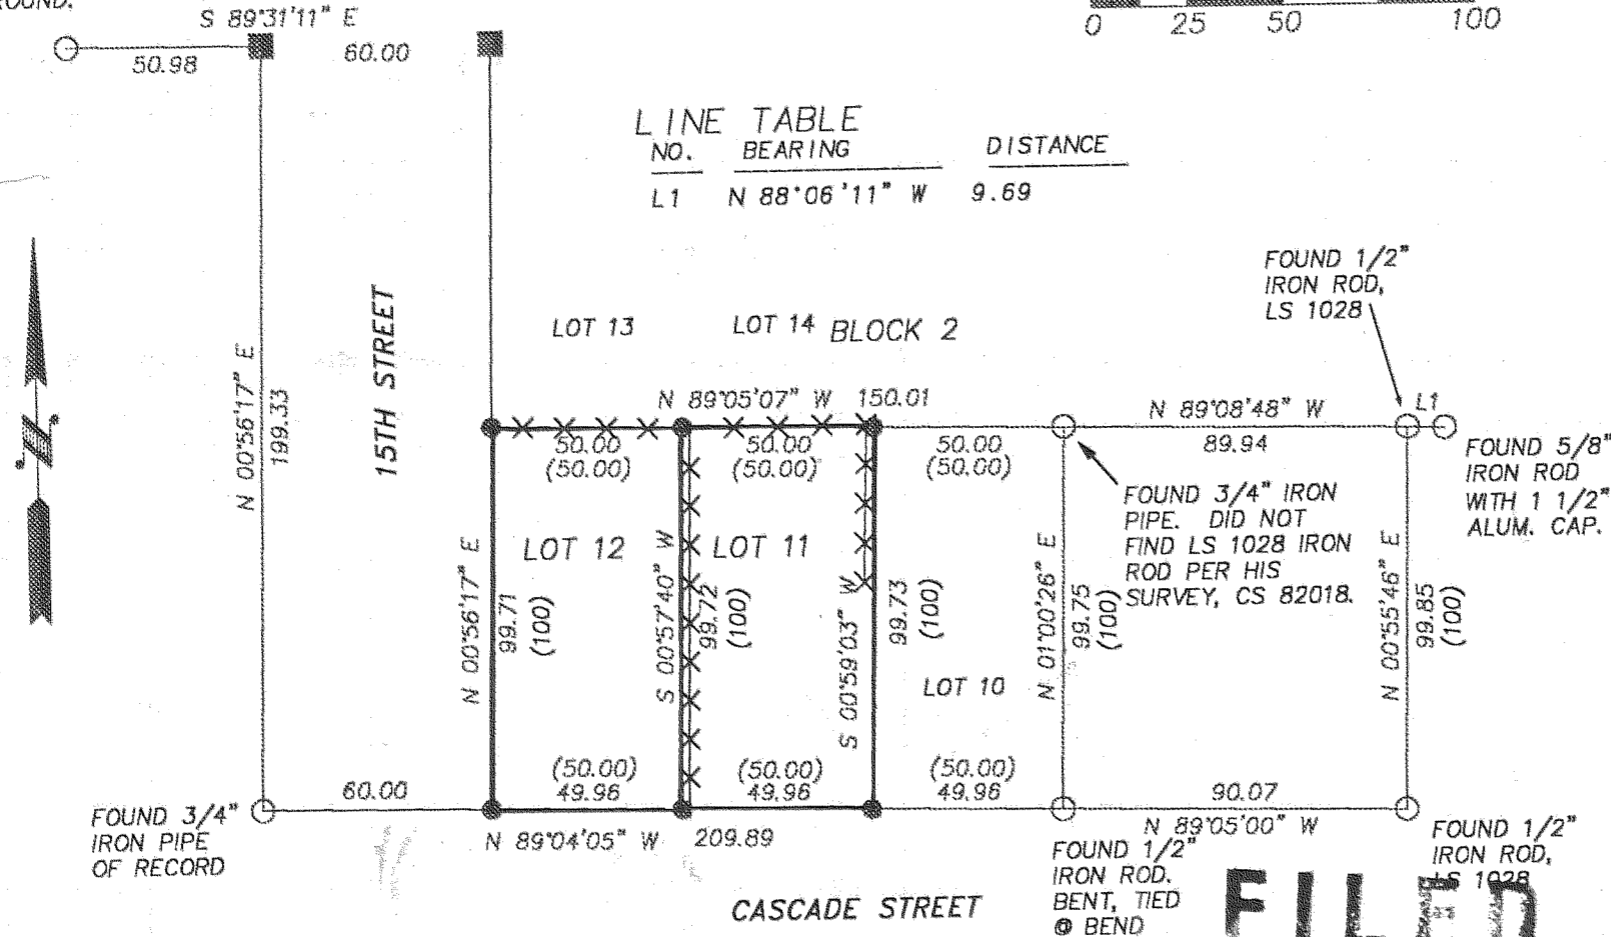 ROUND.
S 89°31'11" E
50.98
60.00
0 25 50 100
LINE TABLE
NO. BEARING DISTANCE
L1 N 88°06'11" W 9.69
N 00°56'17" E
199.33
15TH STREET
N
LOT 13
LOT 14
BLOCK 2
FOUND 1/2"
IRON ROD,
LS 1028
N 89°05'07" W 150.01
N 89°08'48" W
L1
50.00
(50.00)
50.00
(50.00)
50.00
(50.00)
89.94
FOUND 5/8"
IRON ROD
WITH 1 1/2"
ALUM. CAP.
FOUND 3/4" IRON
PIPE. DID NOT
FIND LS 1028 IRON
ROD PER HIS
SURVEY, CS 82018.
LOT 12
LOT 11
LOT 10
N 00°56'17" E
99.71
(100)
S 00°57'40" W
99.72
(100)
S 00°59'03" W
99.73
(100)
N 01°00'26" E
99.75
(100)
N 00°55'46" E
99.85
(100)
(50.00)
49.96
(50.00)
49.96
(50.00)
49.96
60.00
90.07
FOUND 3/4"
IRON PIPE
OF RECORD
N 89°04'05" W 209.89
N 89°05'00" W
FOUND 1/2"
IRON ROD.
BENT, TIED
@ BEND
FOUND 1/2"
IRON ROD,
LS 1028
CASCADE STREET
FILED